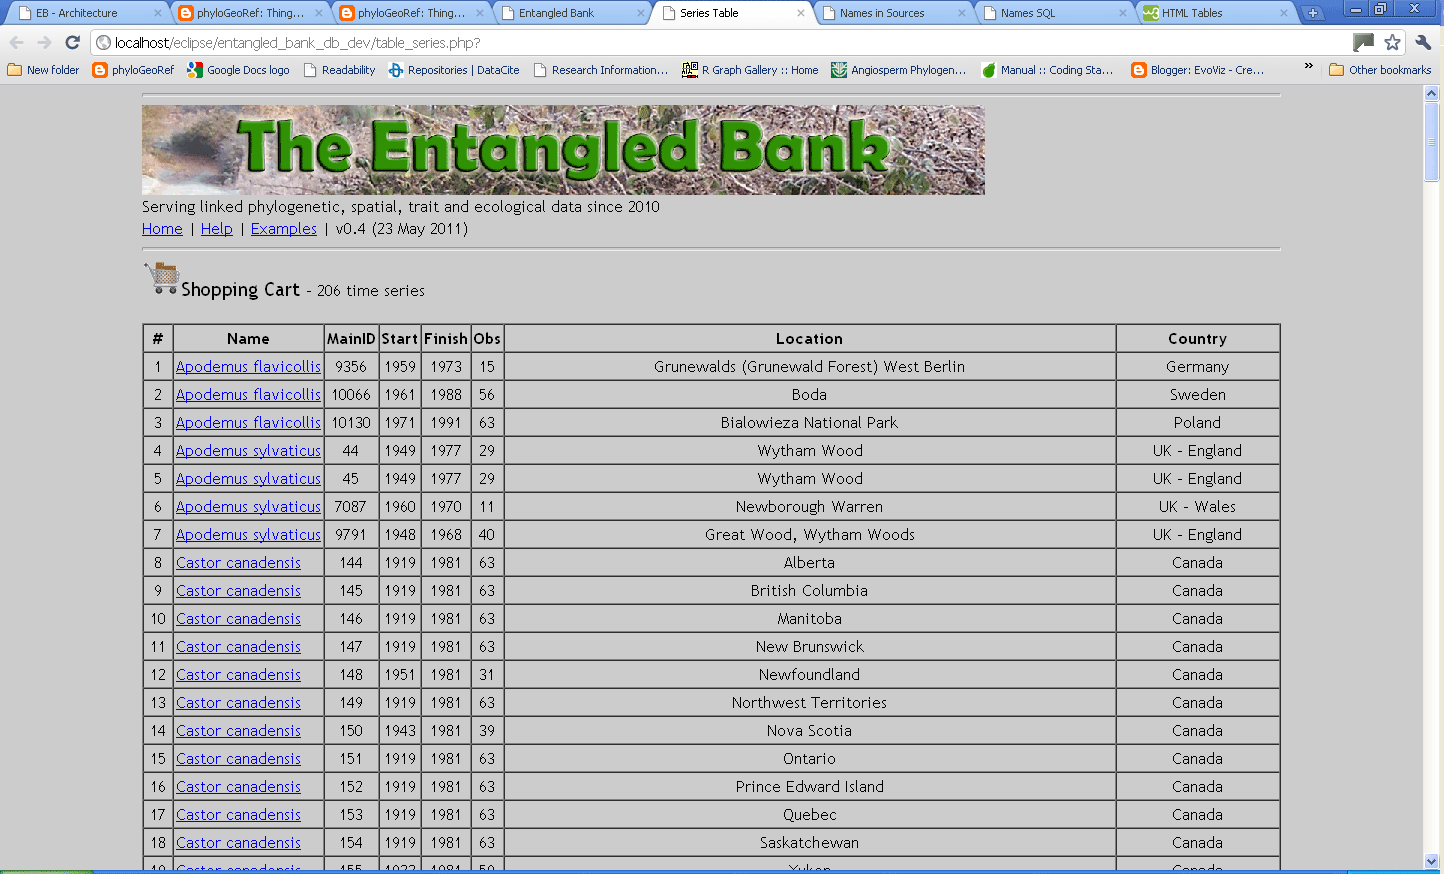 EB - Architecture
phyloGeoRef: Thing...
phyloGeoRef: Thing...
Entangled Bank
Series Table
Names in Sources
Names SQL
HTML Tables
localhost/eclipse/entangled_bank_db_dev/table_series.php?
New folder
phyloGeoRef
Google Docs logo
Readability
Repositories | DataCite
Research Information...
R Graph Gallery :: Home
Angiosperm Phylogen...
Manual :: Coding Sta...
Blogger: EvoViz - Cre...
»
Other bookmarks
The Entangled Bank
Serving linked phylogenetic, spatial, trait and ecological data since 2010
Home | Help | Examples | v0.4 (23 May 2011)
Shopping Cart - 206 time series
# Name MainID Start Finish Obs Location Country
1 Apodemus flavicollis 9356 1959 1973 15 Grunewalds (Grunewald Forest) West Berlin Germany
2 Apodemus flavicollis 10066 1961 1988 56 Boda Sweden
3 Apodemus flavicollis 10130 1971 1991 63 Bialowieza National Park Poland
4 Apodemus sylvaticus 44 1949 1977 29 Wytham Wood UK - England
5 Apodemus sylvaticus 45 1949 1977 29 Wytham Wood UK - England
6 Apodemus sylvaticus 7087 1960 1970 11 Newborough Warren UK - Wales
7 Apodemus sylvaticus 9791 1948 1968 40 Great Wood, Wytham Woods UK - England
8 Castor canadensis 144 1919 1981 63 Alberta Canada
9 Castor canadensis 145 1919 1981 63 British Columbia Canada
10 Castor canadensis 146 1919 1981 63 Manitoba Canada
11 Castor canadensis 147 1919 1981 63 New Brunswick Canada
12 Castor canadensis 148 1951 1981 31 Newfoundland Canada
13 Castor canadensis 149 1919 1981 63 Northwest Territories Canada
14 Castor canadensis 150 1943 1981 39 Nova Scotia Canada
15 Castor canadensis 151 1919 1981 63 Ontario Canada
16 Castor canadensis 152 1919 1981 63 Prince Edward Island Canada
17 Castor canadensis 153 1919 1981 63 Quebec Canada
18 Castor canadensis 154 1919 1981 63 Saskatchewan Canada
19 Castor canadensis 155 1981 Yukon Canada